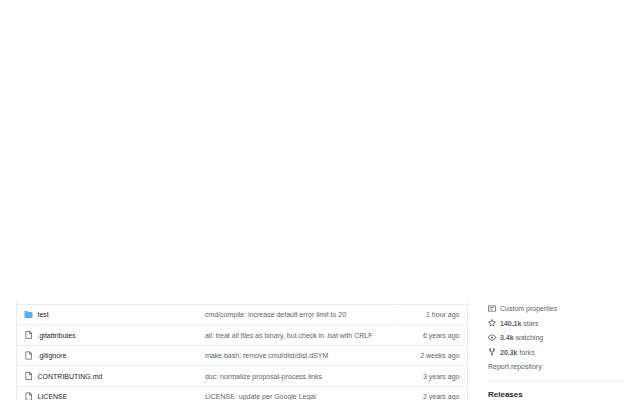 test cmd/compile: increase default error limit to 20 1 hour ago
.gitattributes all: treat all files as binary, but check in .bat with CRLF 6 years ago
.gitignore make.bash: remove cmd/dist/dist.dSYM 2 weeks ago
CONTRIBUTING.md doc: normalize proposal-process links 3 years ago
LICENSE LICENSE: update per Google Legal 2 years ago
Custom properties
140.1k stars
3.4k watching
20.3k forks
Report repository
Releases